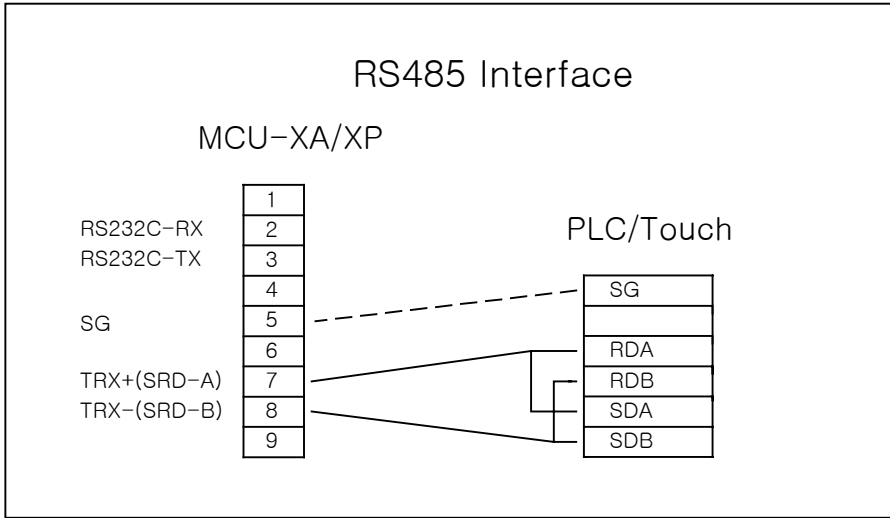 RS485 Interface
MCU-XA/XP
1
RS232C-RX 2
RS232C-TX 3
4
SG 5
6
TRX+(SRD-A) 7
TRX-(SRD-B) 8
9
PLC/Touch
SG
RDA
RDB
SDA
SDB